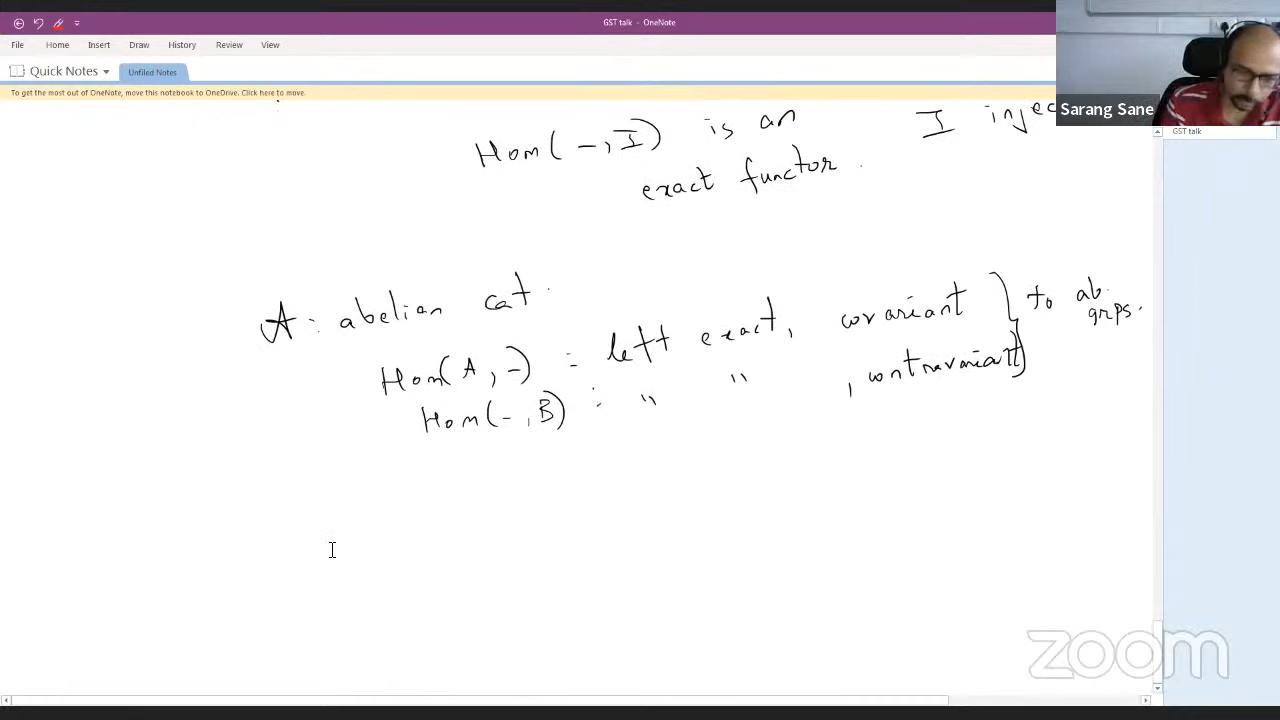 GST talk - OneNote
File Home Insert Draw History Review View
Quick Notes Unfiled Notes
To get the most out of OneNote, move this notebook to OneDrive. Click here to move.
Sarang Sane
GST talk
Hom(-, I) is an I injec
exact functor.
A : abelian cat.
Hom(A, -) : left exact, covariant } to ab. grps.
Hom(-, B) : " " , contravariant }
zoom